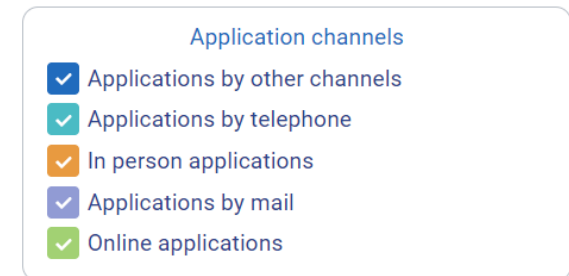 Application channels
Applications by other channels
Applications by telephone
In person applications
Applications by mail
Online applications